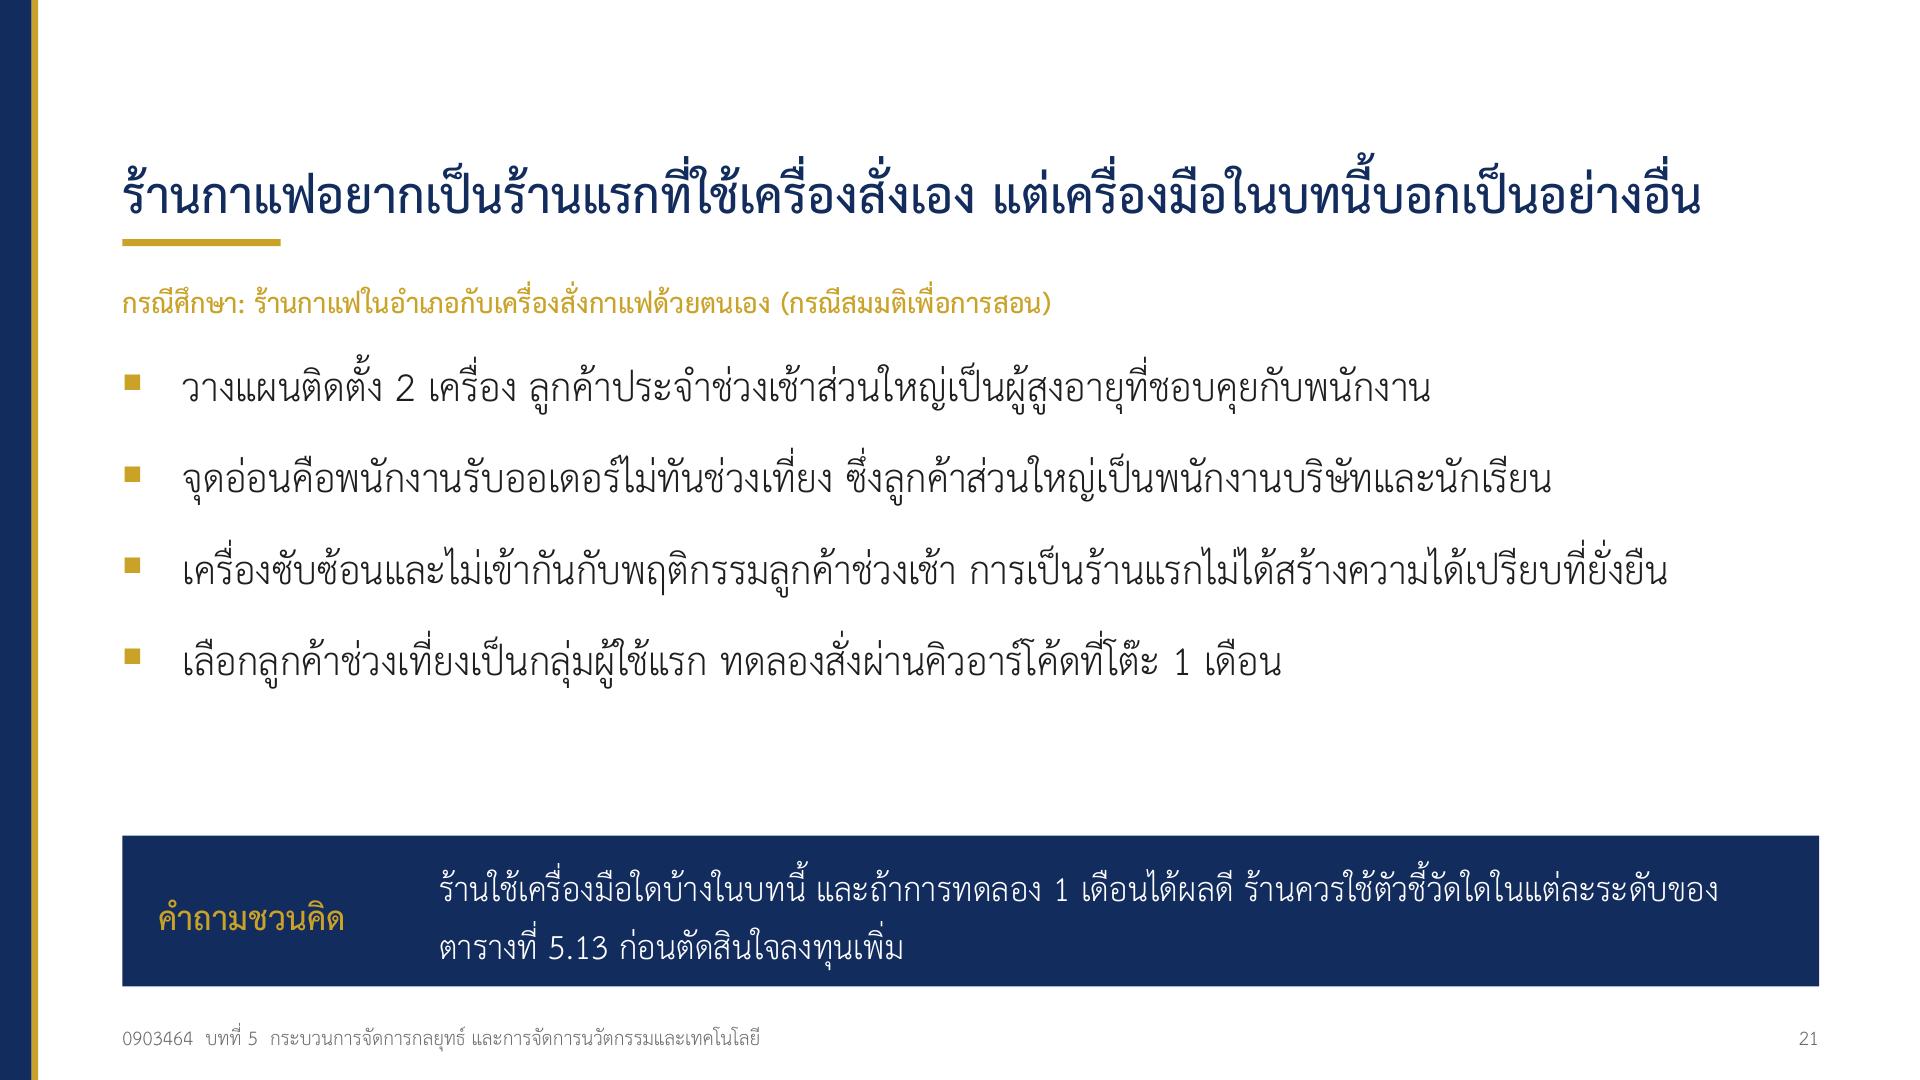 ร้านกาแฟอยากเป็นร้านแรกที่ใช้เครื่องสั่งเอง แต่เครื่องมือในบทนี้บอกเป็นอย่างอื่น
กรณีศึกษา: ร้านกาแฟในอำเภอกับเครื่องสั่งกาแฟด้วยตนเอง (กรณีสมมติเพื่อการสอน)
▪ วางแผนติดตั้ง 2 เครื่อง ลูกค้าประจำช่วงเช้าส่วนใหญ่เป็นผู้สูงอายุที่ชอบคุยกับพนักงาน
▪ จุดอ่อนคือพนักงานรับออเดอร์ไม่ทันช่วงเที่ยง ซึ่งลูกค้าส่วนใหญ่เป็นพนักงานบริษัทและนักเรียน
▪ เครื่องซับซ้อนและไม่เข้ากันกับพฤติกรรมลูกค้าช่วงเช้า การเป็นร้านแรกไม่ได้สร้างความได้เปรียบที่ยั่งยืน
▪ เลือกลูกค้าช่วงเที่ยงเป็นกลุ่มผู้ใช้แรก ทดลองสั่งผ่านคิวอาร์โค้ดที่โต๊ะ 1 เดือน
คำถามชวนคิด
ร้านใช้เครื่องมือใดบ้างในบทนี้ และถ้าการทดลอง 1 เดือนได้ผลดี ร้านควรใช้ตัวชี้วัดใดในแต่ละระดับของ
ตารางที่ 5.13 ก่อนตัดสินใจลงทุนเพิ่ม
0903464 บทที่ 5 กระบวนการจัดการกลยุทธ์ และการจัดการนวัตกรรมและเทคโนโลยี
21